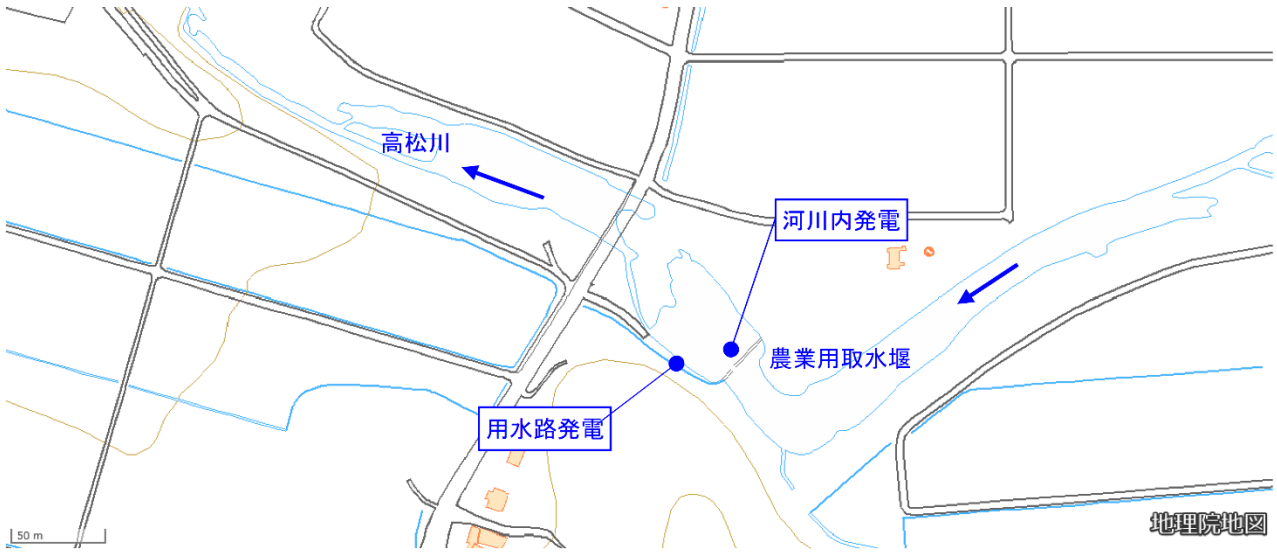 高松川
河川内発電
農業用取水堰
用水路発電
50 m
地理院地図